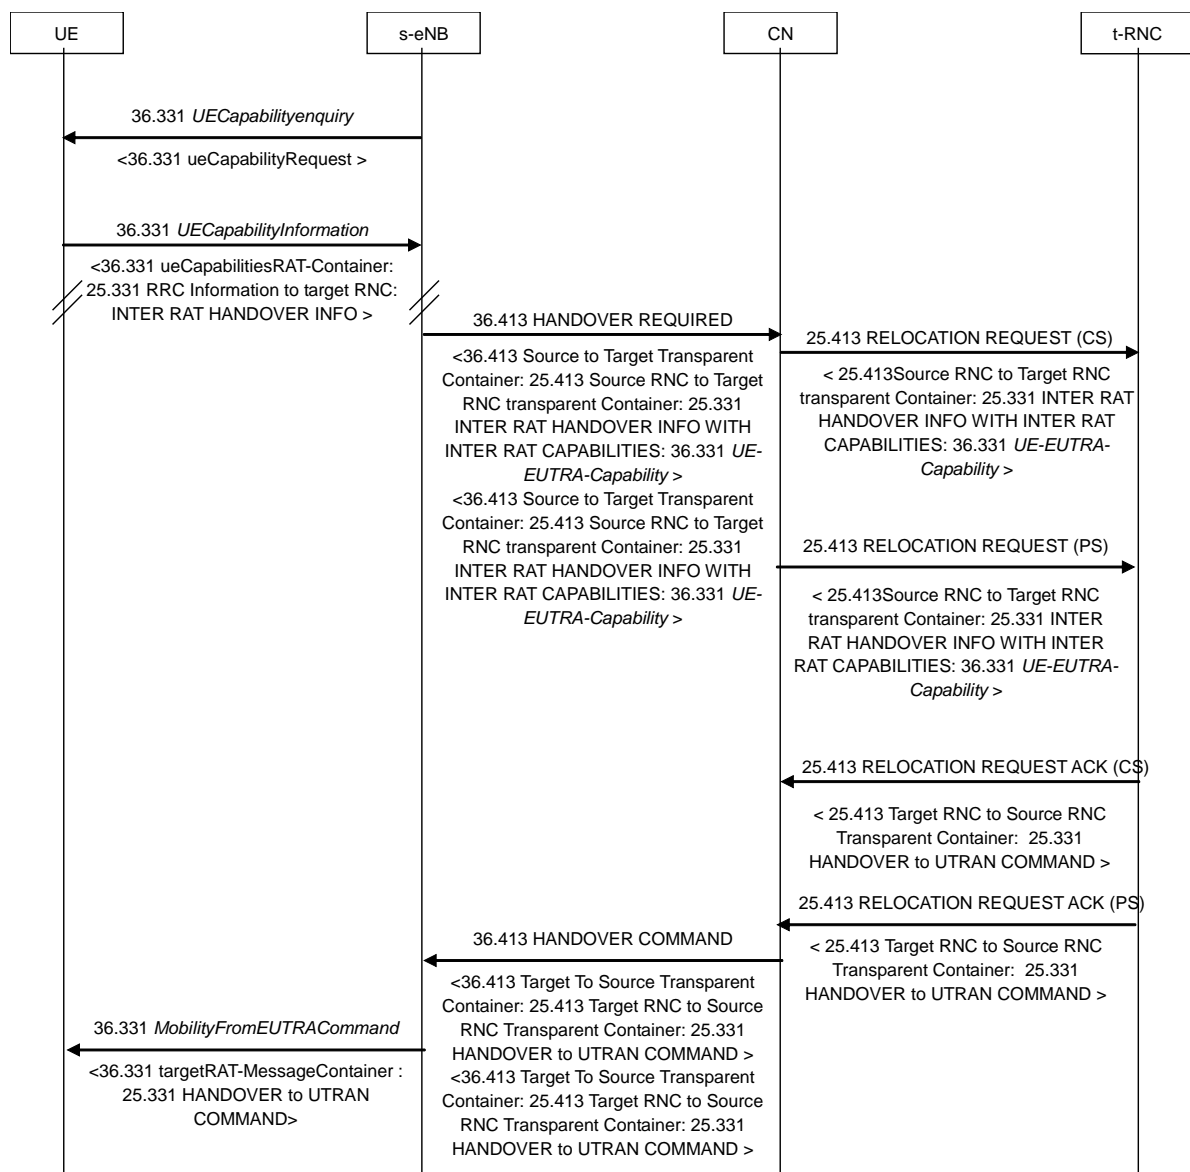 UE
s-eNB
CN
t-RNC
36.331 UECapabilityenquiry
<36.331 ueCapabilityRequest >
36.331 UECapabilityInformation
<36.331 ueCapabilitiesRAT-Container:
25.331 RRC Information to target RNC:
INTER RAT HANDOVER INFO >
36.413 HANDOVER REQUIRED
<36.413 Source to Target Transparent
Container: 25.413 Source RNC to Target
RNC transparent Container: 25.331
INTER RAT HANDOVER INFO WITH
INTER RAT CAPABILITIES: 36.331 UE-
EUTRA-Capability >
<36.413 Source to Target Transparent
Container: 25.413 Source RNC to Target
RNC transparent Container: 25.331
INTER RAT HANDOVER INFO WITH
INTER RAT CAPABILITIES: 36.331 UE-
EUTRA-Capability >
25.413 RELOCATION REQUEST (CS)
< 25.413Source RNC to Target RNC
transparent Container: 25.331 INTER RAT
HANDOVER INFO WITH INTER RAT
CAPABILITIES: 36.331 UE-EUTRA-
Capability >
25.413 RELOCATION REQUEST (PS)
< 25.413Source RNC to Target RNC
transparent Container: 25.331 INTER
RAT HANDOVER INFO WITH INTER
RAT CAPABILITIES: 36.331 UE-EUTRA-
Capability >
25.413 RELOCATION REQUEST ACK (CS)
< 25.413 Target RNC to Source RNC
Transparent Container: 25.331
HANDOVER to UTRAN COMMAND >
25.413 RELOCATION REQUEST ACK (PS)
< 25.413 Target RNC to Source RNC
Transparent Container: 25.331
HANDOVER to UTRAN COMMAND >
36.413 HANDOVER COMMAND
<36.413 Target To Source Transparent
Container: 25.413 Target RNC to Source
RNC Transparent Container: 25.331
HANDOVER to UTRAN COMMAND >
<36.413 Target To Source Transparent
Container: 25.413 Target RNC to Source
RNC Transparent Container: 25.331
HANDOVER to UTRAN COMMAND >
36.331 MobilityFromEUTRACommand
<36.331 targetRAT-MessageContainer :
25.331 HANDOVER to UTRAN
COMMAND>